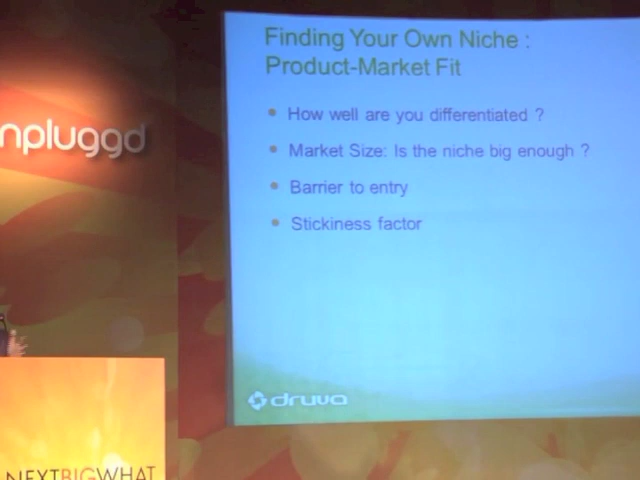 Finding Your Own Niche :
Product-Market Fit
How well are you differentiated ?
Market Size: Is the niche big enough ?
Barrier to entry
Stickiness factor
druva
npluggd
NEXTBIGWHAT